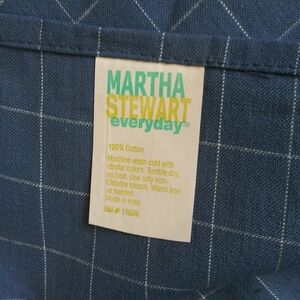 MARTHA
STEWART
everyday™
100% Cotton
Machine wash cold with
similar colors. Tumble dry,
no heat. Use only non-
Chlorine bleach. Warm Iron
as needed.
Made in India.